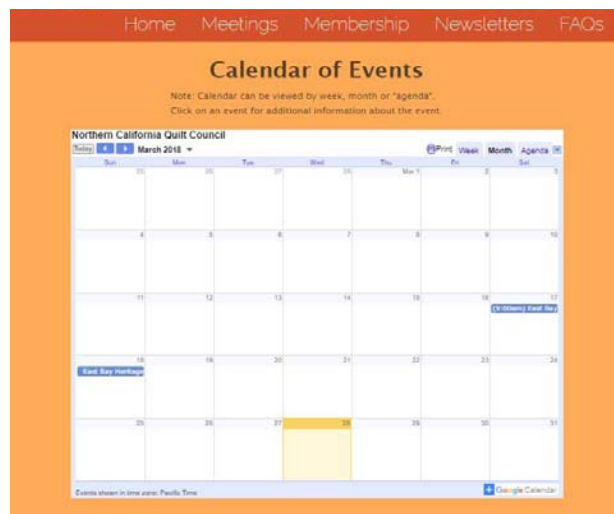 Home Meetings Membership Newsletters FAQs
Calendar of Events
Note: Calendar can be viewed by week, month or "agenda".
Click on an event for additional information about the event.
Northern California Quilt Council
Today March 2018 Print Week Month Agenda
Sun Mon Tue Wed Thu Fri Sat
25 26 27 28 Mar 1 2 3
4 5 6 7 8 9 10
11 12 13 14 15 16 17
East Bay
18 19 20 21 22 23 24
East Bay Heritage
25 26 27 28 29 30 31
Events shown in time zone: Pacific Time
Google Calendar